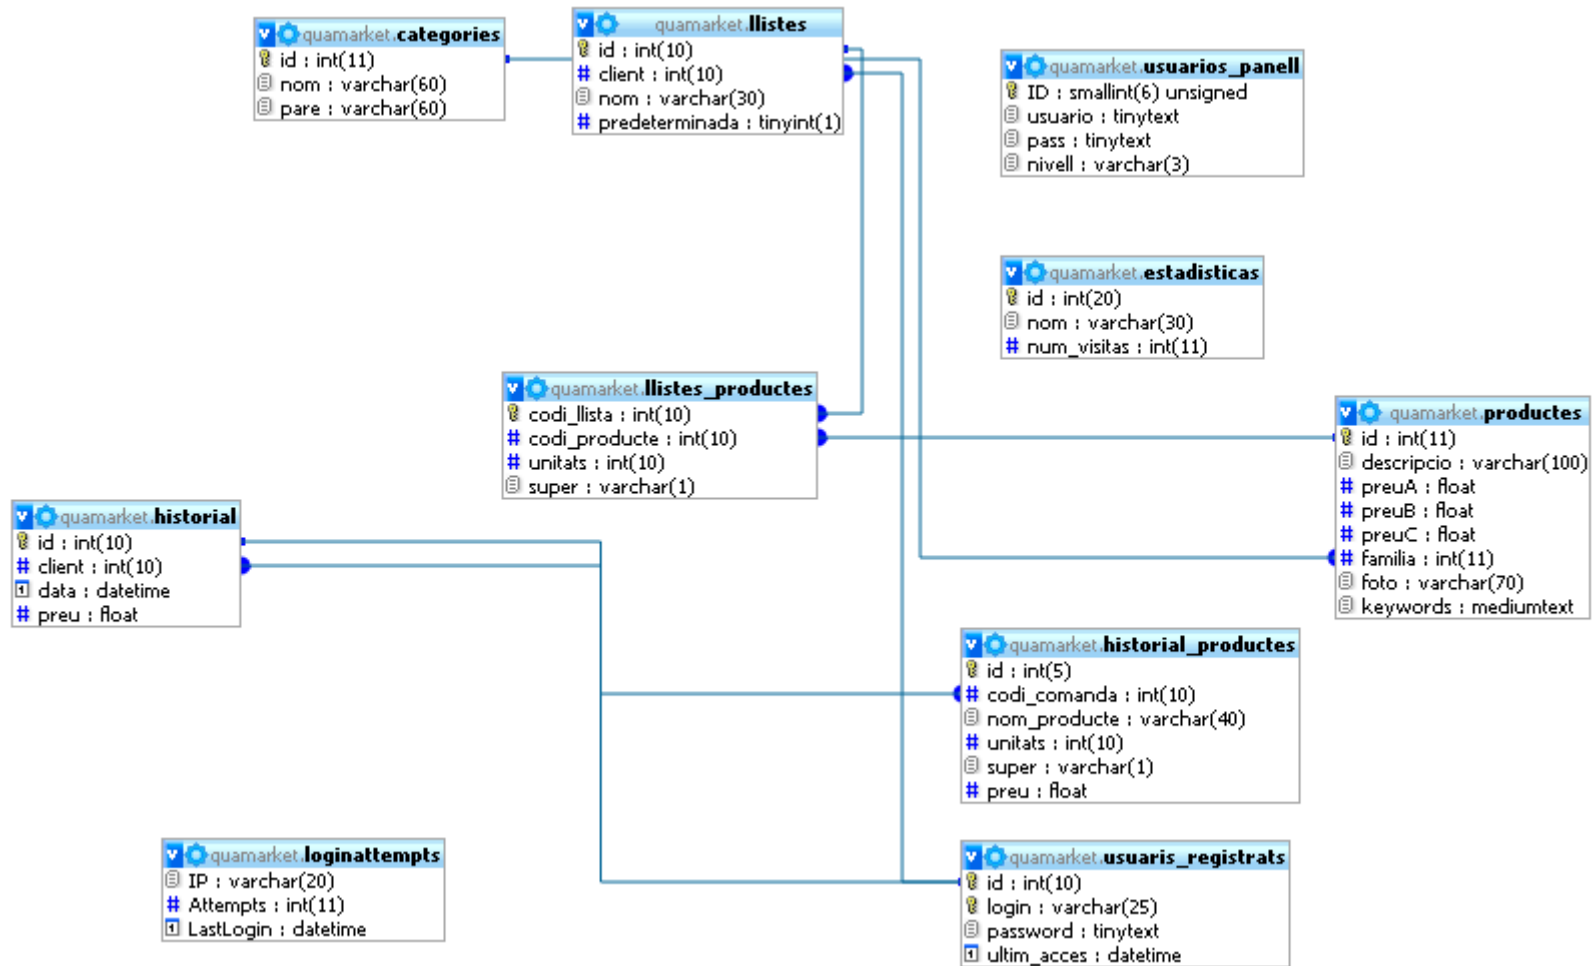 quamarket.categories
id : int(11)
nom : varchar(60)
pare : varchar(60)
quamarket.llistes
id : int(10)
client : int(10)
nom : varchar(30)
predeterminada : tinyint(1)
quamarket.usuarios_panell
ID : smallint(6) unsigned
usuario : tinytext
pass : tinytext
nivell : varchar(3)
quamarket.estadisticas
id : int(20)
nom : varchar(30)
num_visitas : int(11)
quamarket.llistes_productes
codi_llista : int(10)
codi_producte : int(10)
unitats : int(10)
super : varchar(1)
quamarket.productes
id : int(11)
descripcio : varchar(100)
preuA : float
preuB : float
preuC : float
familia : int(11)
foto : varchar(70)
keywords : mediumtext
quamarket.historial
id : int(10)
client : int(10)
data : datetime
preu : float
quamarket.historial_productes
id : int(5)
codi_comanda : int(10)
nom_producte : varchar(40)
unitats : int(10)
super : varchar(1)
preu : float
quamarket.loginattempts
IP : varchar(20)
Attempts : int(11)
LastLogin : datetime
quamarket.usuaris_registrats
id : int(10)
login : varchar(25)
password : tinytext
ultim_acces : datetime